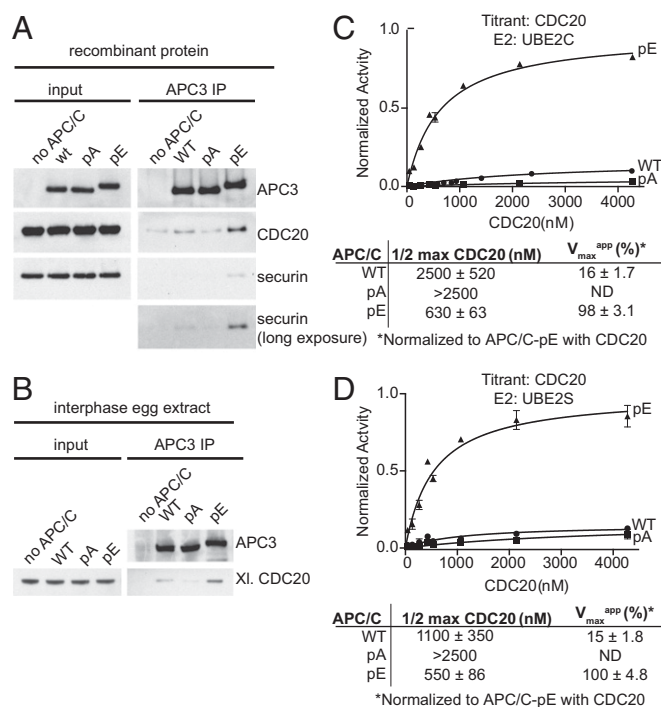 A
recombinant protein
input
APC3 IP
no APC/C
wt
pA
pE
no APC/C
WT
pA
pE
APC3
CDC20
securin
securin
(long exposure)
B
interphase egg extract
input
APC3 IP
no APC/C
WT
pA
pE
no APC/C
WT
pA
pE
APC3
Xl. CDC20
C
Titrant: CDC20
E2: UBE2C
Normalized Actvity
1.0
0.5
0.0
0
1000
2000
3000
4000
CDC20(nM)
pE
WT
pA
APC/C 1/2 max CDC20 (nM) Vmax app (%)*
WT 2500 ± 520 16 ± 1.7
pA >2500 ND
pE 630 ± 63 98 ± 3.1
*Normalized to APC/C-pE with CDC20
D
Titrant: CDC20
E2: UBE2S
Normalized Activity
1.0
0.5
0.0
0
1000
2000
3000
4000
CDC20(nM)
pE
WT
pA
APC/C 1/2 max CDC20 (nM) Vmax app (%)*
WT 1100 ± 350 15 ± 1.8
pA >2500 ND
pE 550 ± 86 100 ± 4.8
*Normalized to APC/C-pE with CDC20